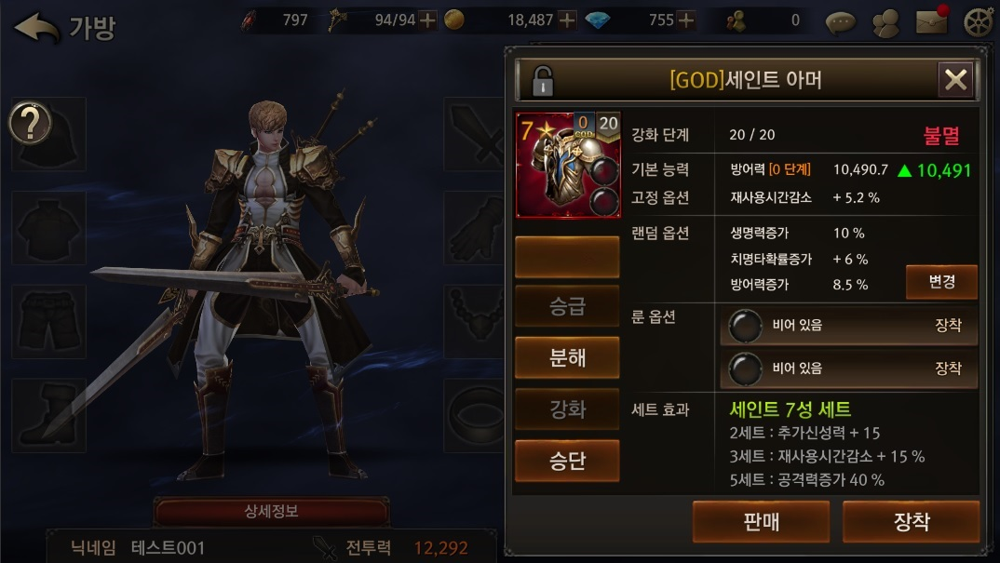 가방
797 94/94 18,487 755 0
[GOD]세인트 아머
?
7 0 20
GOD
강화 단계 20 / 20 불멸
기본 능력 방어력 [0 단계] 10,490.7 ▲ 10,491
고정 옵션 재사용시간감소 + 5.2 %
랜덤 옵션 생명력증가 10 %
치명타확률증가 + 6 %
방어력증가 8.5 %
변경
승급
룬 옵션 비어 있음 장착
분해
비어 있음 장착
강화
세트 효과 세인트 7성 세트
2세트 : 추가신성력 + 15
3세트 : 재사용시간감소 + 15 %
승단
5세트 : 공격력증가 40 %
상세정보
판매 장착
닉네임 테스트001 전투력 12,292